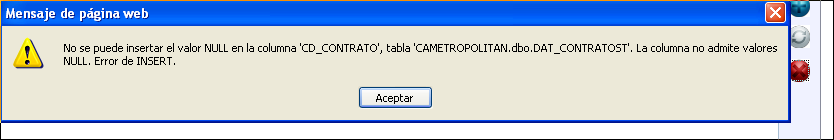 Mensaje de página web
No se puede insertar el valor NULL en la columna 'CD_CONTRATO', tabla 'CAMETROPOLITAN.dbo.DAT_CONTRATOST'. La columna no admite valores
NULL. Error de INSERT.
Aceptar